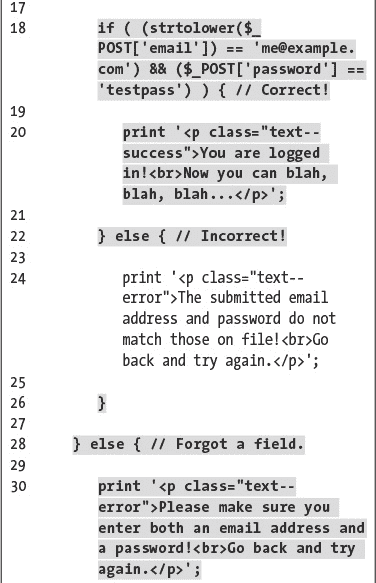 17
18 if ( (strtolower($_
POST['email']) == 'me@example.
com') && ($_POST['password'] ==
'testpass') ) { // Correct!
19
20 print '<p class="text--
success">You are logged
in!<br>Now you can blah,
blah, blah...</p>';
21
22 } else { // Incorrect!
23
24 print '<p class="text--
error">The submitted email
address and password do not
match those on file!<br>Go
back and try again.</p>';
25
26 }
27
28 } else { // Forgot a field.
29
30 print '<p class="text--
error">Please make sure you
enter both an email address and
a password!<br>Go back and try
again.</p>';